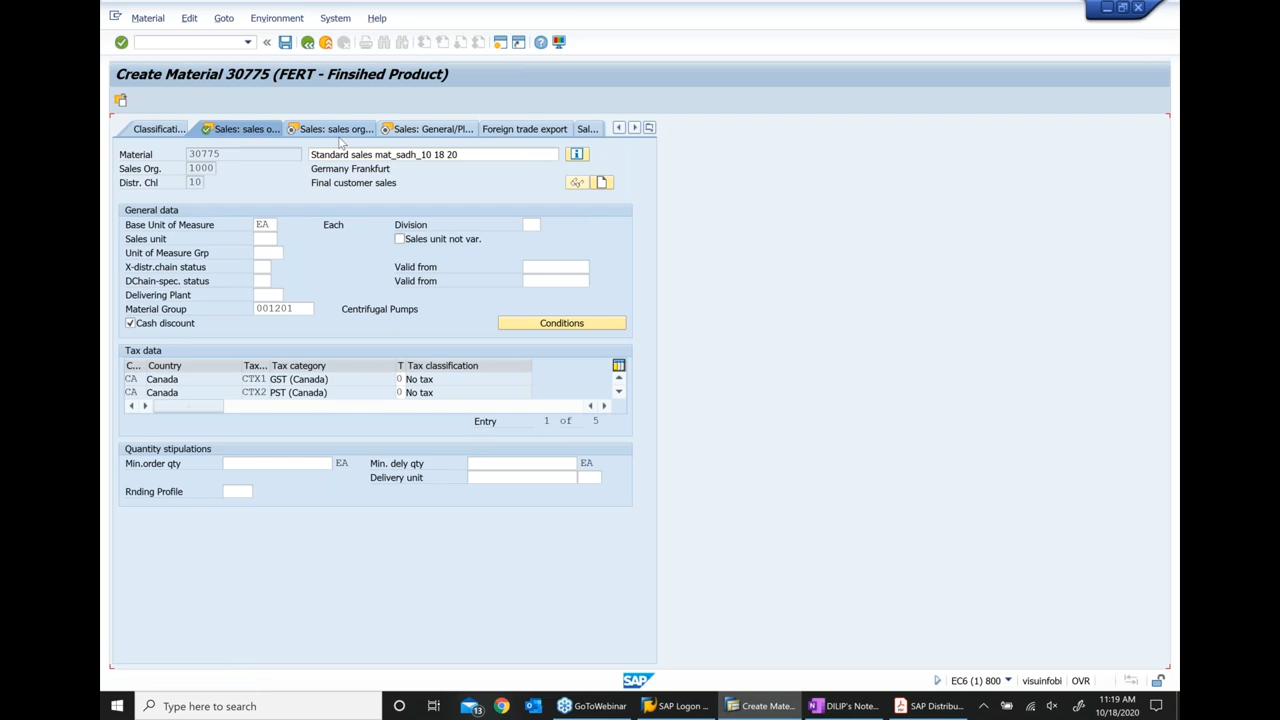 Material Edit Goto Environment System Help
Create Material 30775 (FERT - Finsihed Product)
Classificati... Sales: sales o... Sales: sales org... Sales: General/Pl... Foreign trade export Sal...
Material 30775 Standard sales mat_sadh_10 18 20
Sales Org. 1000 Germany Frankfurt
Distr. Chl 10 Final customer sales
General data
Base Unit of Measure EA Each Division
Sales unit Sales unit not var.
Unit of Measure Grp
X-distr.chain status Valid from
DChain-spec. status Valid from
Delivering Plant
Material Group 001201 Centrifugal Pumps
Cash discount Conditions
Tax data
C... Country Tax... Tax category T Tax classification
CA Canada CTX1 GST (Canada) 0 No tax
CA Canada CTX2 PST (Canada) 0 No tax
Entry 1 of 5
Quantity stipulations
Min.order qty EA Min. dely qty EA
Delivery unit
Rnding Profile
SAP EC6 (1) 800 visuinfobi OVR
Type here to search 13 GoToWebinar SAP Logon ... Create Mate... DILIP's Note... SAP Distribu... 11:19 AM
10/18/2020